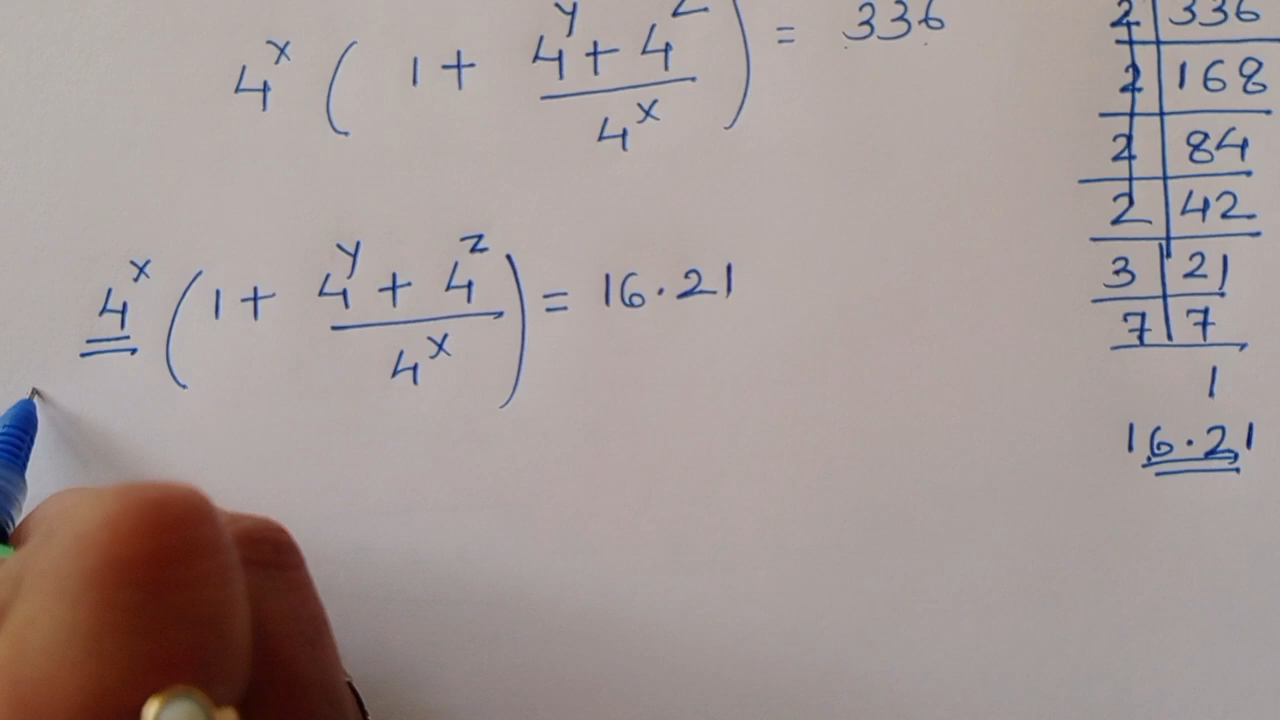 4^x ( 1 + (4^y + 4^z)/4^x ) = 336
4^x ( 1 + (4^y + 4^z)/4^x ) = 16.21
2 | 336
2 | 168
2 | 84
2 | 42
3 | 21
7 | 7
1
16.21